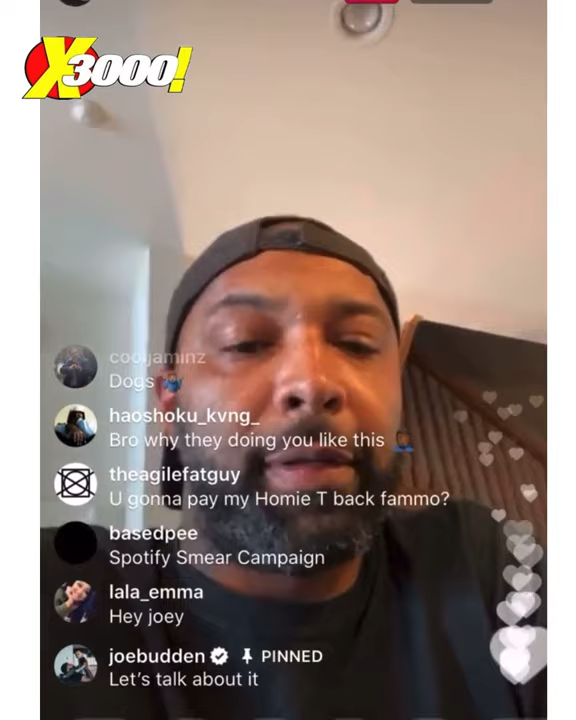 X3000!
cooljaminz
Dogs
haoshoku_kvng_
Bro why they doing you like this
theagilefatguy
U gonna pay my Homie T back fammo?
basedpee
Spotify Smear Campaign
lala_emma
Hey joey
joebudden PINNED
Let's talk about it